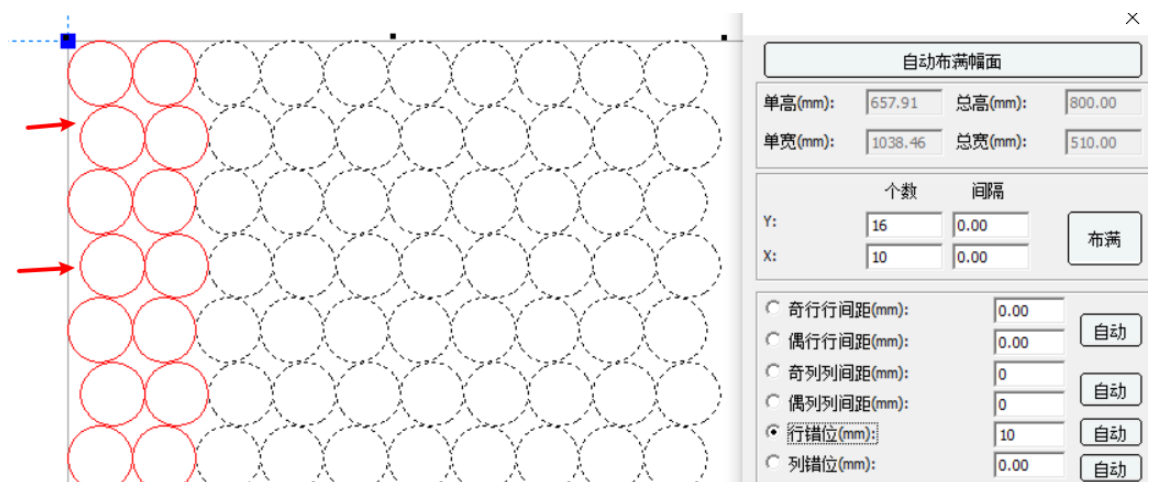 自动布满幅面
单高(mm): 657.91 总高(mm): 800.00
单宽(mm): 1038.46 总宽(mm): 510.00
个数 间隔
Y: 16 0.00
X: 10 0.00
布满
奇行行间距(mm): 0.00
偶行行间距(mm): 0.00
自动
奇列列间距(mm): 0
偶列列间距(mm): 0
自动
行错位(mm): 10 自动
列错位(mm): 0.00 自动